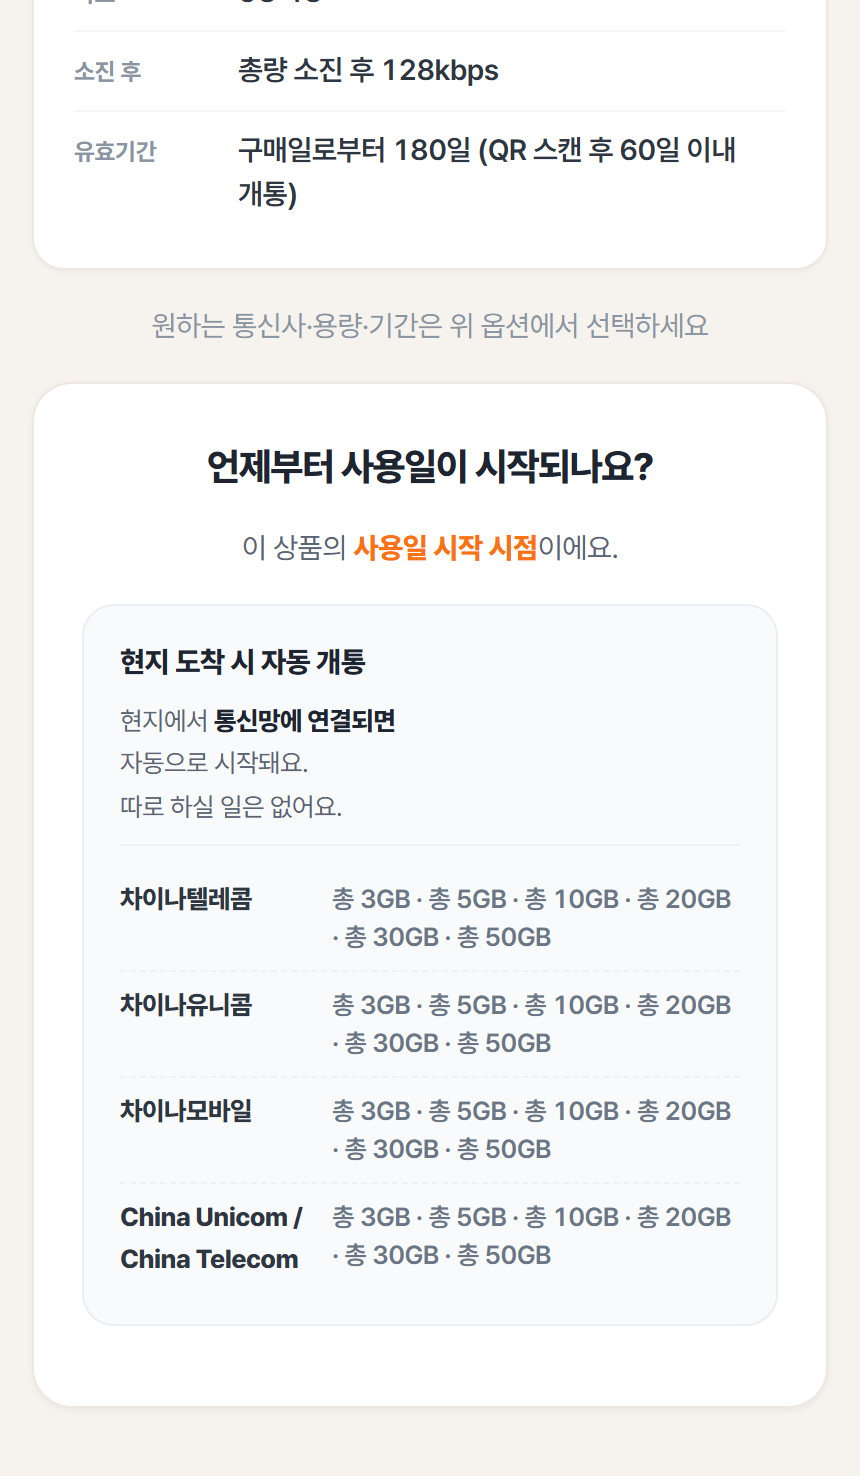 소진 후 총량 소진 후 128kbps
유효기간 구매일로부터 180일 (QR 스캔 후 60일 이내
개통)
원하는 통신사·용량·기간은 위 옵션에서 선택하세요
언제부터 사용일이 시작되나요?
이 상품의 사용일 시작 시점이에요.
현지 도착 시 자동 개통
현지에서 통신망에 연결되면
자동으로 시작돼요.
따로 하실 일은 없어요.
차이나텔레콤 총 3GB · 총 5GB · 총 10GB · 총 20GB
· 총 30GB · 총 50GB
차이나유니콤 총 3GB · 총 5GB · 총 10GB · 총 20GB
· 총 30GB · 총 50GB
차이나모바일 총 3GB · 총 5GB · 총 10GB · 총 20GB
· 총 30GB · 총 50GB
China Unicom / 총 3GB · 총 5GB · 총 10GB · 총 20GB
China Telecom · 총 30GB · 총 50GB